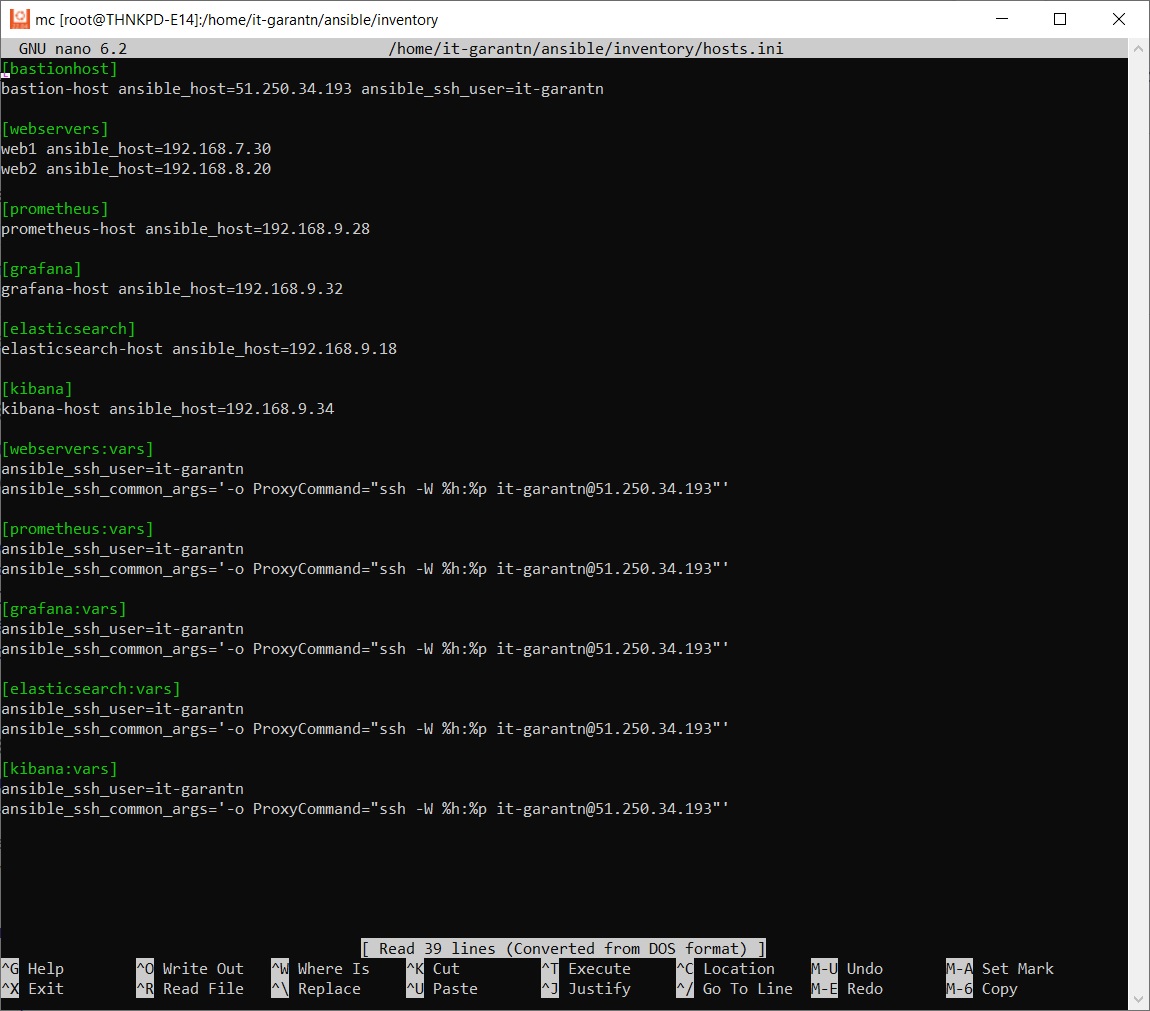 mc [root@THNKPD-E14]:/home/it-garantn/ansible/inventory
GNU nano 6.2 /home/it-garantn/ansible/inventory/hosts.ini
[bastionhost]
bastion-host ansible_host=51.250.34.193 ansible_ssh_user=it-garantn
[webservers]
web1 ansible_host=192.168.7.30
web2 ansible_host=192.168.8.20
[prometheus]
prometheus-host ansible_host=192.168.9.28
[grafana]
grafana-host ansible_host=192.168.9.32
[elasticsearch]
elasticsearch-host ansible_host=192.168.9.18
[kibana]
kibana-host ansible_host=192.168.9.34
[webservers:vars]
ansible_ssh_user=it-garantn
ansible_ssh_common_args='-o ProxyCommand="ssh -W %h:%p it-garantn@51.250.34.193"'
[prometheus:vars]
ansible_ssh_user=it-garantn
ansible_ssh_common_args='-o ProxyCommand="ssh -W %h:%p it-garantn@51.250.34.193"'
[grafana:vars]
ansible_ssh_user=it-garantn
ansible_ssh_common_args='-o ProxyCommand="ssh -W %h:%p it-garantn@51.250.34.193"'
[elasticsearch:vars]
ansible_ssh_user=it-garantn
ansible_ssh_common_args='-o ProxyCommand="ssh -W %h:%p it-garantn@51.250.34.193"'
[kibana:vars]
ansible_ssh_user=it-garantn
ansible_ssh_common_args='-o ProxyCommand="ssh -W %h:%p it-garantn@51.250.34.193"'
[ Read 39 lines (Converted from DOS format) ]
^G Help ^O Write Out ^W Where Is ^K Cut ^T Execute ^C Location M-U Undo M-A Set Mark
^X Exit ^R Read File ^\ Replace ^U Paste ^J Justify ^/ Go To Line M-E Redo M-6 Copy